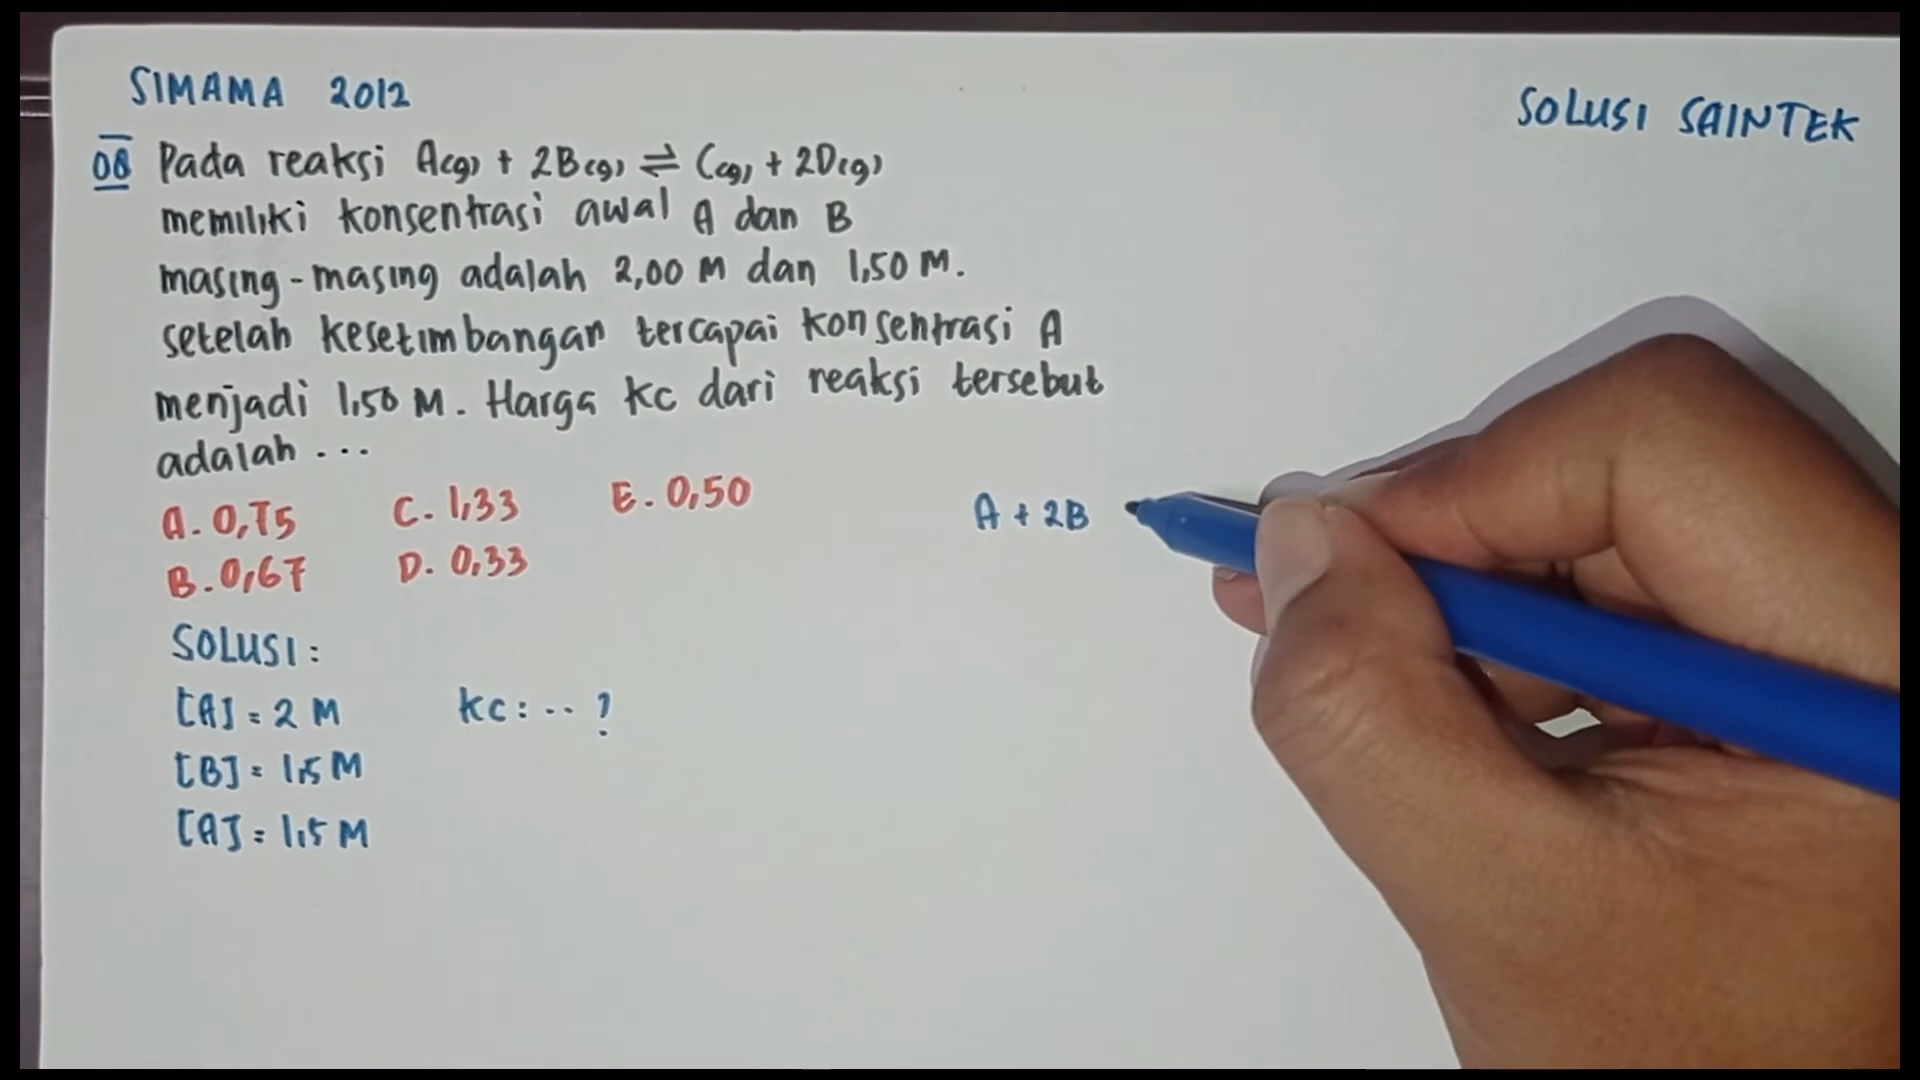 SIMAMA 2012
SOLUSI SAINTEK
08 Pada reaksi A(g) + 2B(g) ⇌ C(g) + 2D(g)
memiliki konsentrasi awal A dan B
masing-masing adalah 2,00 M dan 1,50 M.
setelah kesetimbangan tercapai konsentrasi A
menjadi 1,50 M. Harga kc dari reaksi tersebut
adalah ...
A. 0,75 C. 1,33 E. 0,50
B. 0,67 D. 0,33
A + 2B
SOLUSI:
[A] = 2 M kc: .. ?
[B] = 1,5 M
[A] = 1,5 M